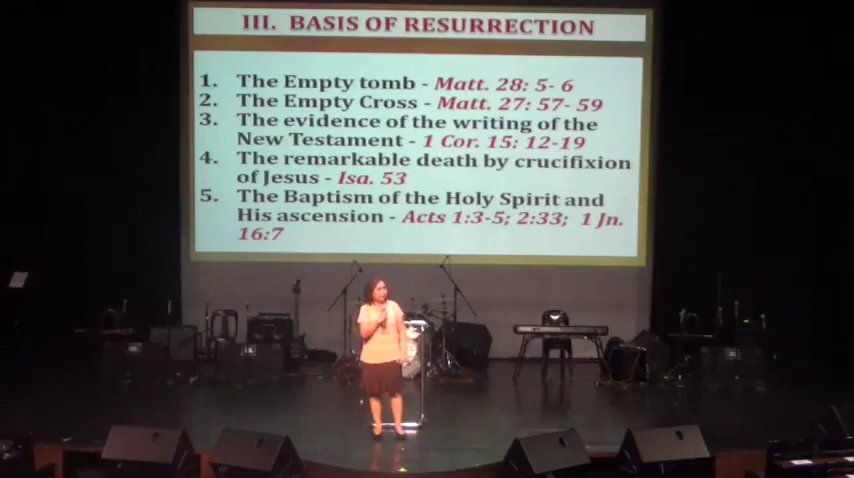 III. BASIS OF RESURRECTION
1. The Empty tomb - Matt. 28: 5- 6
2. The Empty Cross - Matt. 27: 57- 59
3. The evidence of the writing of the
New Testament - 1 Cor. 15: 12-19
4. The remarkable death by crucifixion
of Jesus - Isa. 53
5. The Baptism of the Holy Spirit and
His ascension - Acts 1:3-5; 2:33; 1 Jn.
16:7